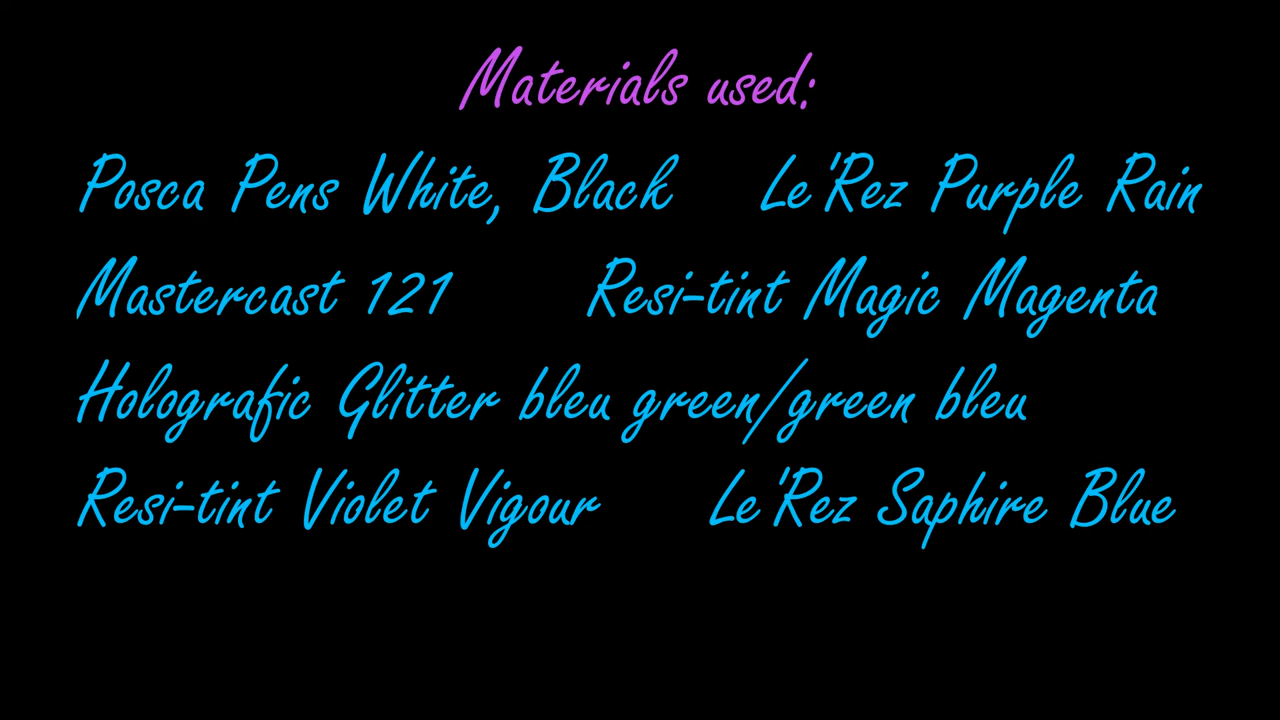 Materials used:
Posca Pens White, Black Le'Rez Purple Rain
Mastercast 121 Resi-tint Magic Magenta
Holografic Glitter bleu green/green bleu
Resi-tint Violet Vigour Le'Rez Saphire Blue